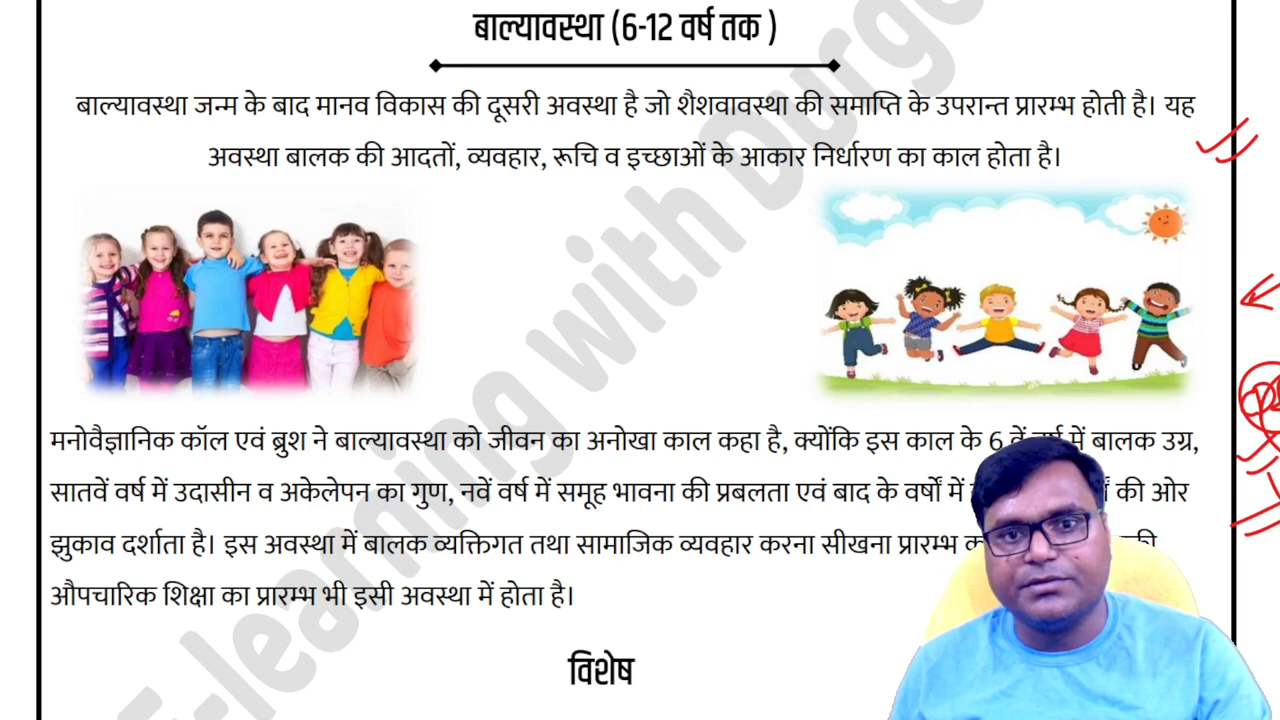 बाल्यावस्था (6-12 वर्ष तक )
बाल्यावस्था जन्म के बाद मानव विकास की दूसरी अवस्था है जो शैशवावस्था की समाप्ति के उपरान्त प्रारम्भ होती है। यह
अवस्था बालक की आदतों, व्यवहार, रूचि व इच्छाओं के आकार निर्धारण का काल होता है।
मनोवैज्ञानिक कॉल एवं ब्रुश ने बाल्यावस्था को जीवन का अनोखा काल कहा है, क्योंकि इस काल के 6 वें वर्ष में बालक उग्र,
सातवें वर्ष में उदासीन व अकेलेपन का गुण, नवें वर्ष में समूह भावना की प्रबलता एवं बाद के वर्षों में की ओर
झुकाव दर्शाता है। इस अवस्था में बालक व्यक्तिगत तथा सामाजिक व्यवहार करना सीखना प्रारम्भ
औपचारिक शिक्षा का प्रारम्भ भी इसी अवस्था में होता है।
विशेष
E-learning with